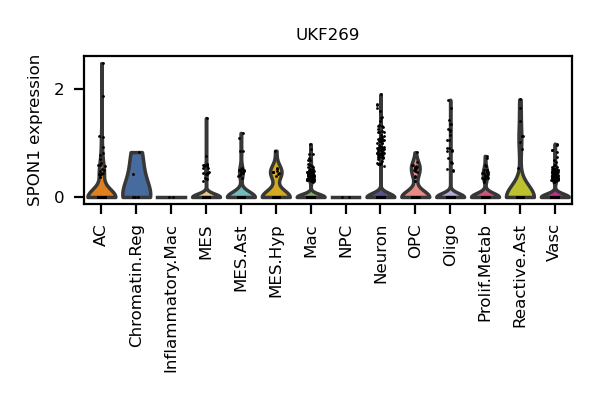 UKF269
SPON1 expression
2
0
AC
Chromatin.Reg
Inflammatory.Mac
MES
MES.Ast
MES.Hyp
Mac
NPC
Neuron
OPC
Oligo
Prolif.Metab
Reactive.Ast
Vasc